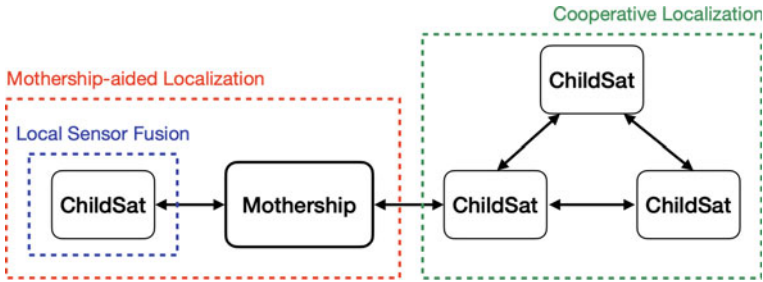 Cooperative Localization
ChildSat
Mothership-aided Localization
Local Sensor Fusion
ChildSat
Mothership
ChildSat
ChildSat